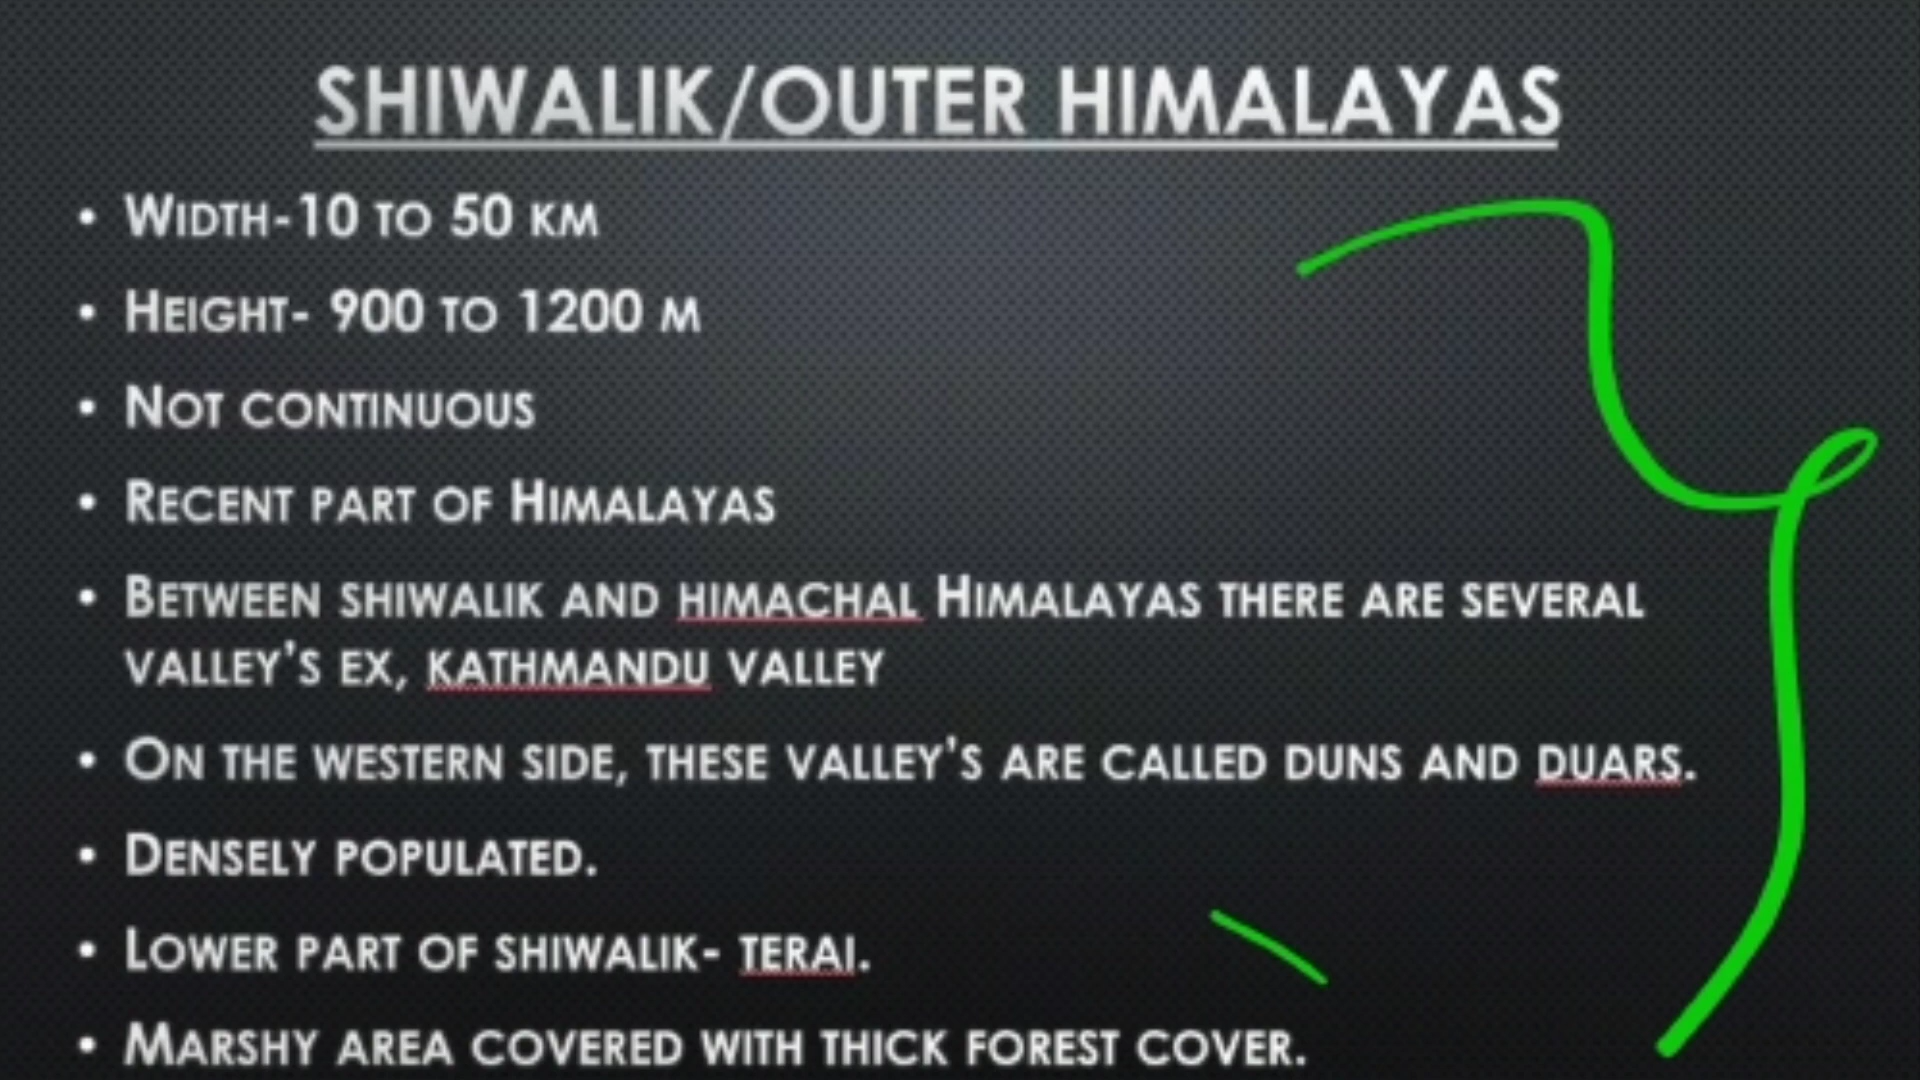 SHIWALIK/OUTER HIMALAYAS
• WIDTH-10 TO 50 KM
• HEIGHT- 900 TO 1200 M
• NOT CONTINUOUS
• RECENT PART OF HIMALAYAS
• BETWEEN SHIWALIK AND HIMACHAL HIMALAYAS THERE ARE SEVERAL
VALLEY'S EX, KATHMANDU VALLEY
• ON THE WESTERN SIDE, THESE VALLEY'S ARE CALLED DUNS AND DUARS.
• DENSELY POPULATED.
• LOWER PART OF SHIWALIK- TERAI.
• MARSHY AREA COVERED WITH THICK FOREST COVER.